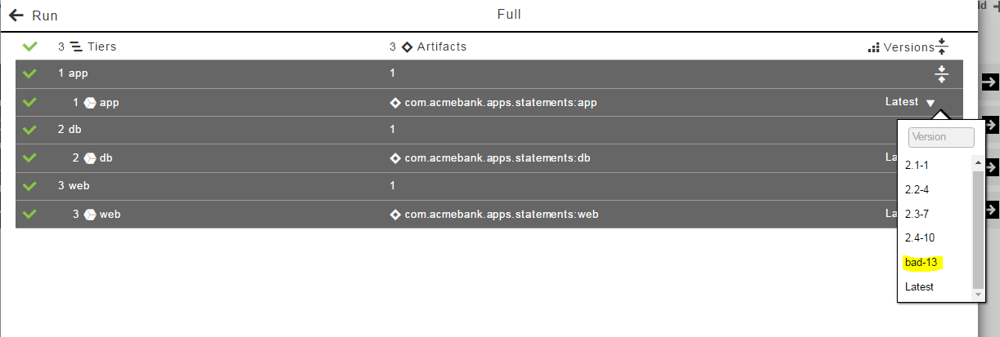 Run
Full
ld
3 Tiers 3 Artifacts Versions
1 app 1
1 app com.acmebank.apps.statements:app Latest
2 db 1
2 db com.acmebank.apps.statements:db La
3 web 1
3 web com.acmebank.apps.statements:web La
Version
2.1-1
2.2-4
2.3-7
2.4-10
bad-13
Latest